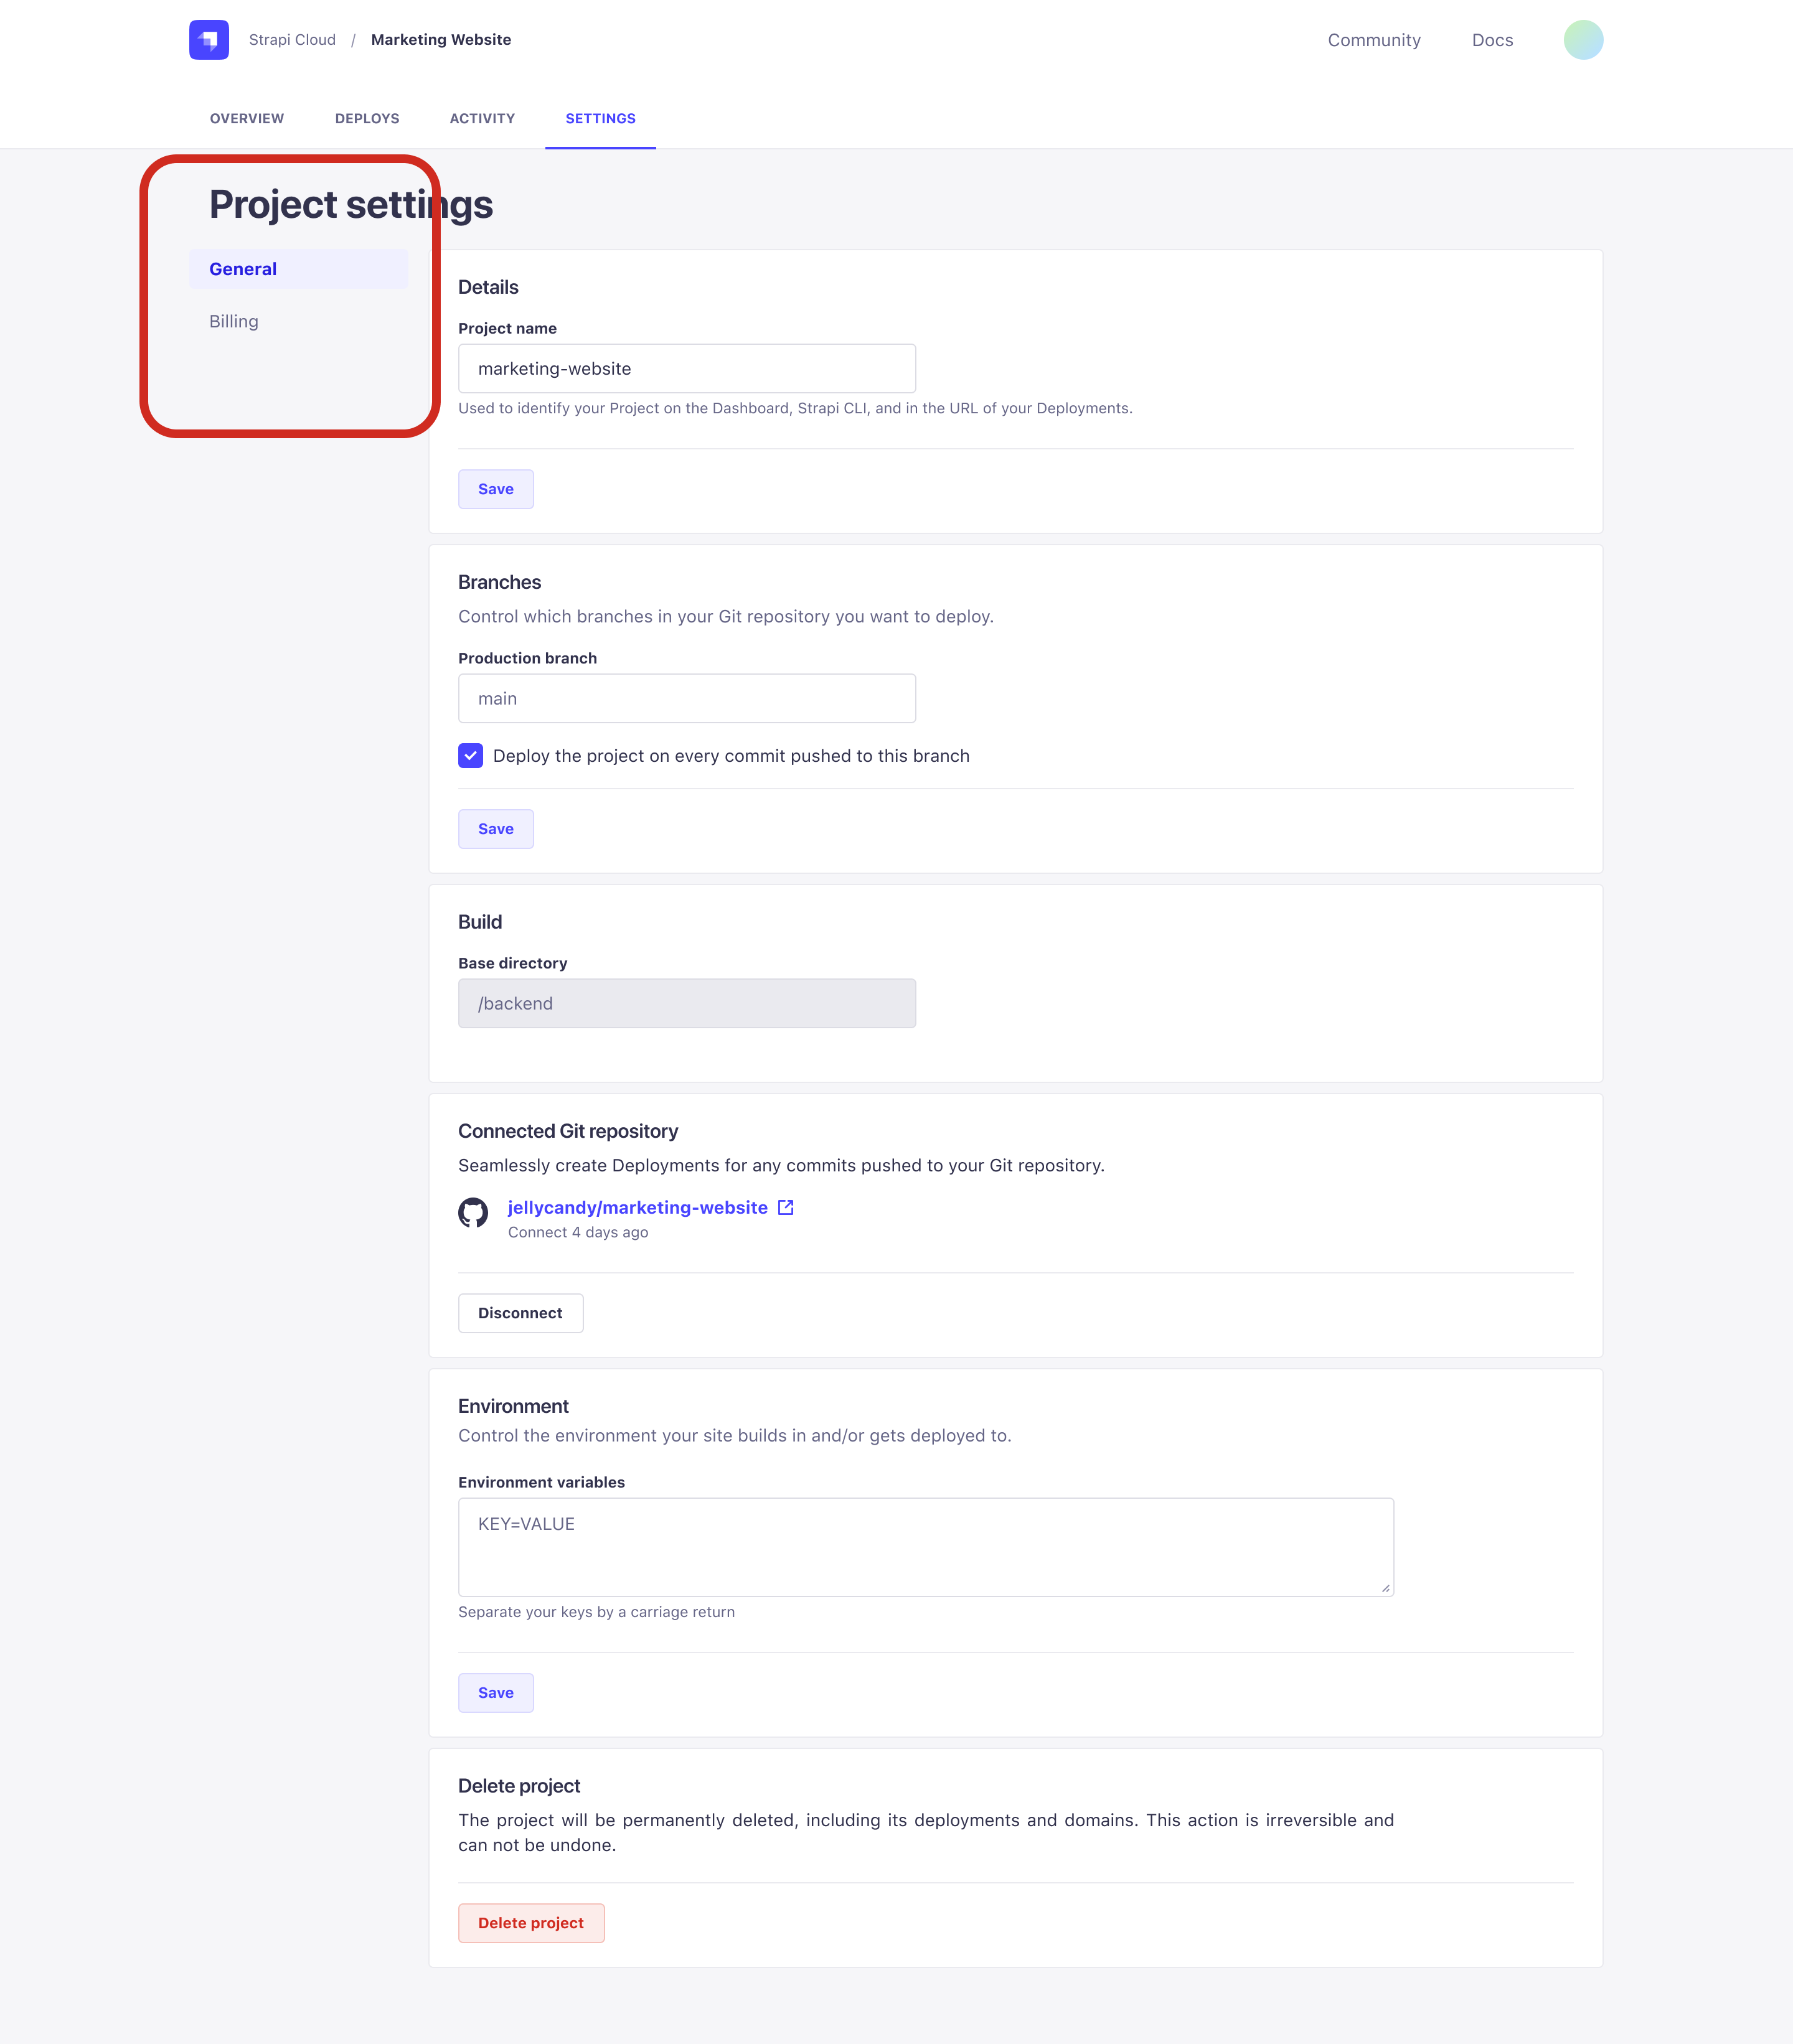 Strapi Cloud / Marketing Website
Community
Docs
OVERVIEW
DEPLOYS
ACTIVITY
SETTINGS
Project settings
General
Billing
Details
Project name
marketing-website
Used to identify your Project on the Dashboard, Strapi CLI, and in the URL of your Deployments.
Save
Branches
Control which branches in your Git repository you want to deploy.
Production branch
main
Deploy the project on every commit pushed to this branch
Save
Build
Base directory
/backend
Connected Git repository
Seamlessly create Deployments for any commits pushed to your Git repository.
jellycandy/marketing-website
Connect 4 days ago
Disconnect
Environment
Control the environment your site builds in and/or gets deployed to.
Environment variables
KEY=VALUE
Separate your keys by a carriage return
Save
Delete project
The project will be permanently deleted, including its deployments and domains. This action is irreversible and
can not be undone.
Delete project